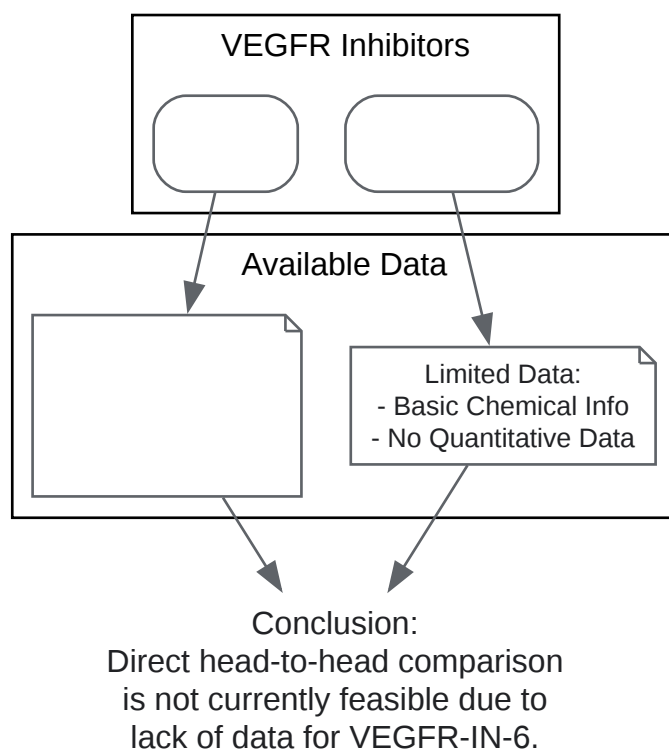 VEGFR Inhibitors
Available Data
Limited Data:
- Basic Chemical Info
- No Quantitative Data
Conclusion:
Direct head-to-head comparison
is not currently feasible due to
lack of data for VEGFR-IN-6.